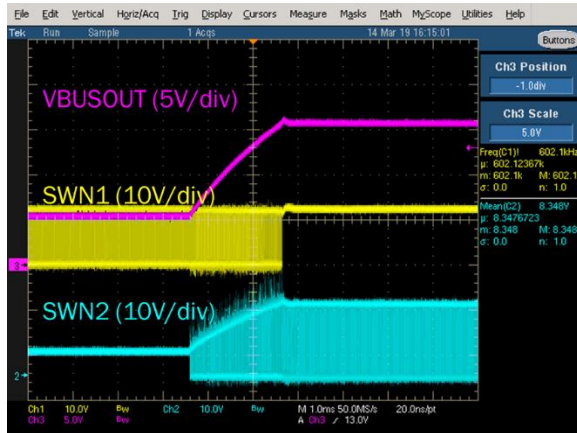 File Edit Vertical Horiz/Acq Trig Display Cursors Measure Masks Math MyScope Utilities Help
Tek Run Sample 1 Acqs 14 Mar 19 16:15:01
Buttons
Ch3 Position
-1.0div
Ch3 Scale
5.0V
VBUSOUT (5V/div)
Freq(C1)! 602.1kHz
µ: 602.12367k
m: 602.1k M: 602.1
σ: 0.0 n: 1.0
SWN1 (10V/div)
Mean(C2) 8.348V
µ: 8.3476723
m: 8.348 M: 8.348
σ: 0.0 n: 1.0
3
SWN2 (10V/div)
2
Ch1 10.0V Bw Ch2 10.0V Bw M 1.0ms 50.0MS/s 20.0ns/pt
Ch3 5.0V Bw A Ch3 / 13.0V